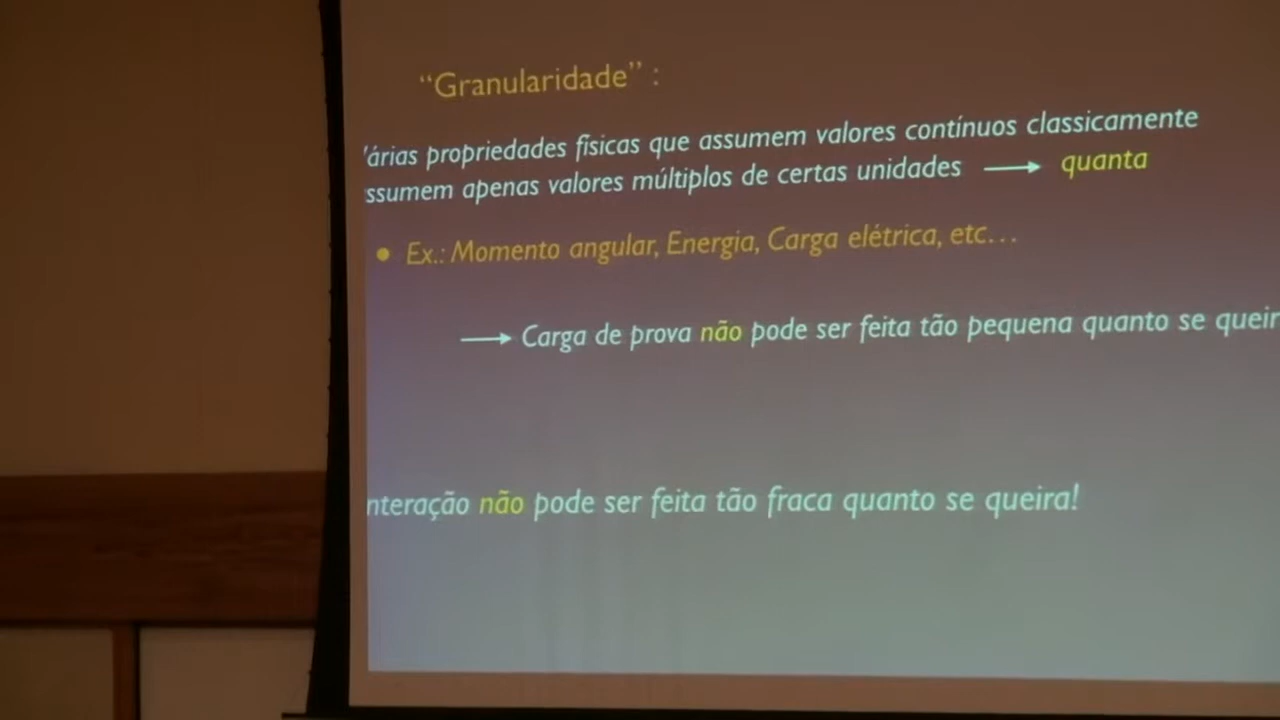 “Granularidade” :
Várias propriedades físicas que assumem valores contínuos classicamente
ssumem apenas valores múltiplos de certas unidades → quanta
• Ex.: Momento angular, Energia, Carga elétrica, etc…
→ Carga de prova não pode ser feita tão pequena quanto se queir
nteração não pode ser feita tão fraca quanto se queira!